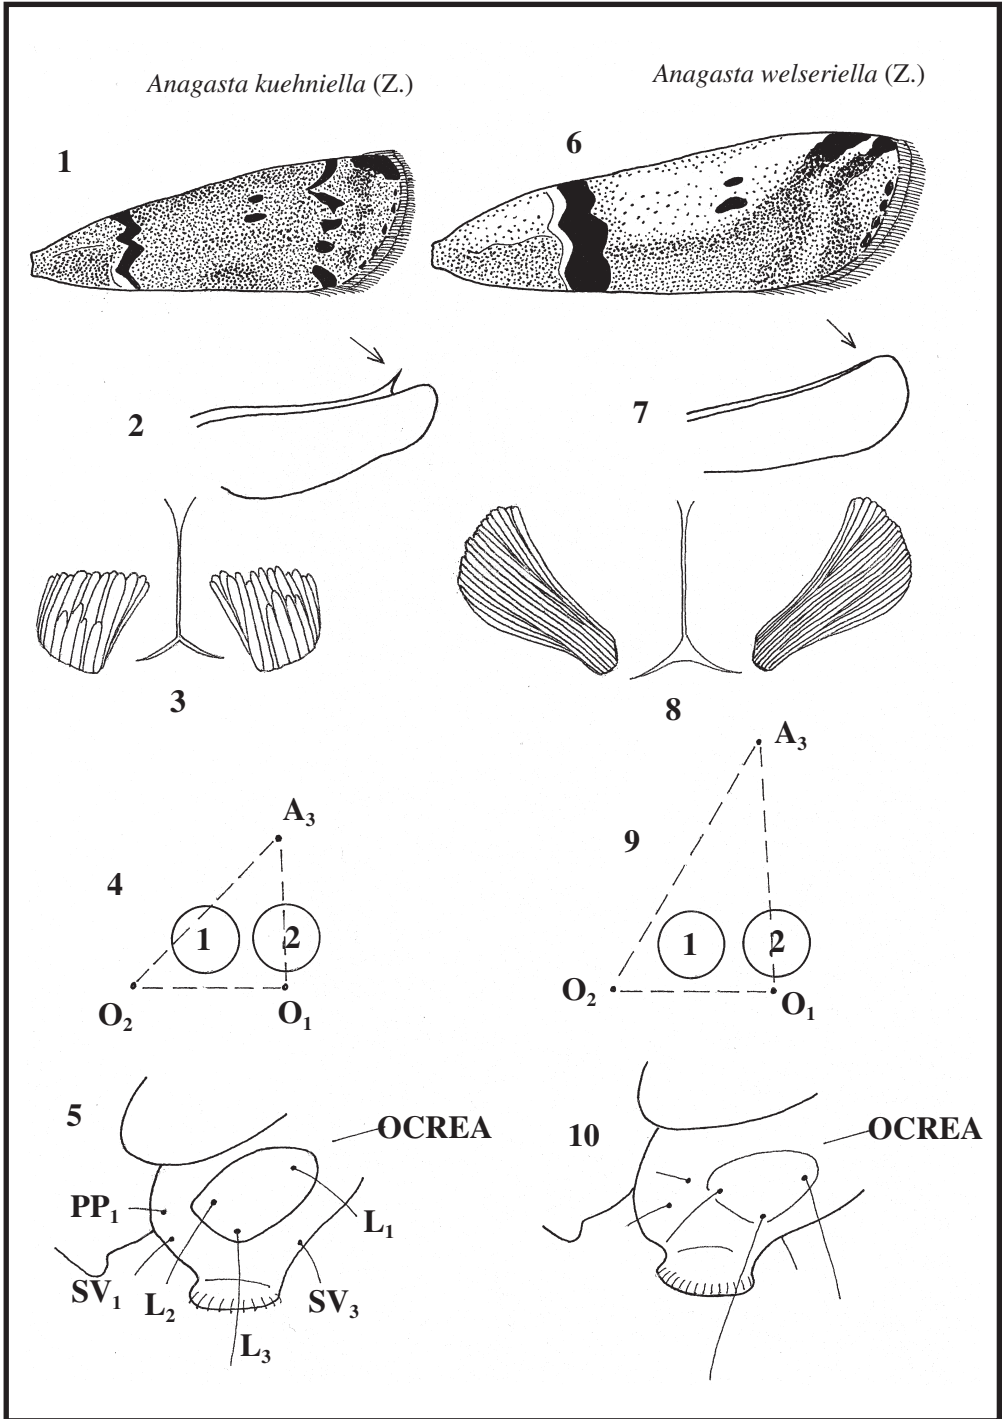 Anagasta kuehniella (Z.)
Anagasta welseriella (Z.)
1
6
2
7
3
8
4
A₃
1
2
O₂
O₁
9
A₃
1
2
O₂
O₁
5
OCREA
PP₁
L₁
SV₁
L₂
SV₃
L₃
10
OCREA